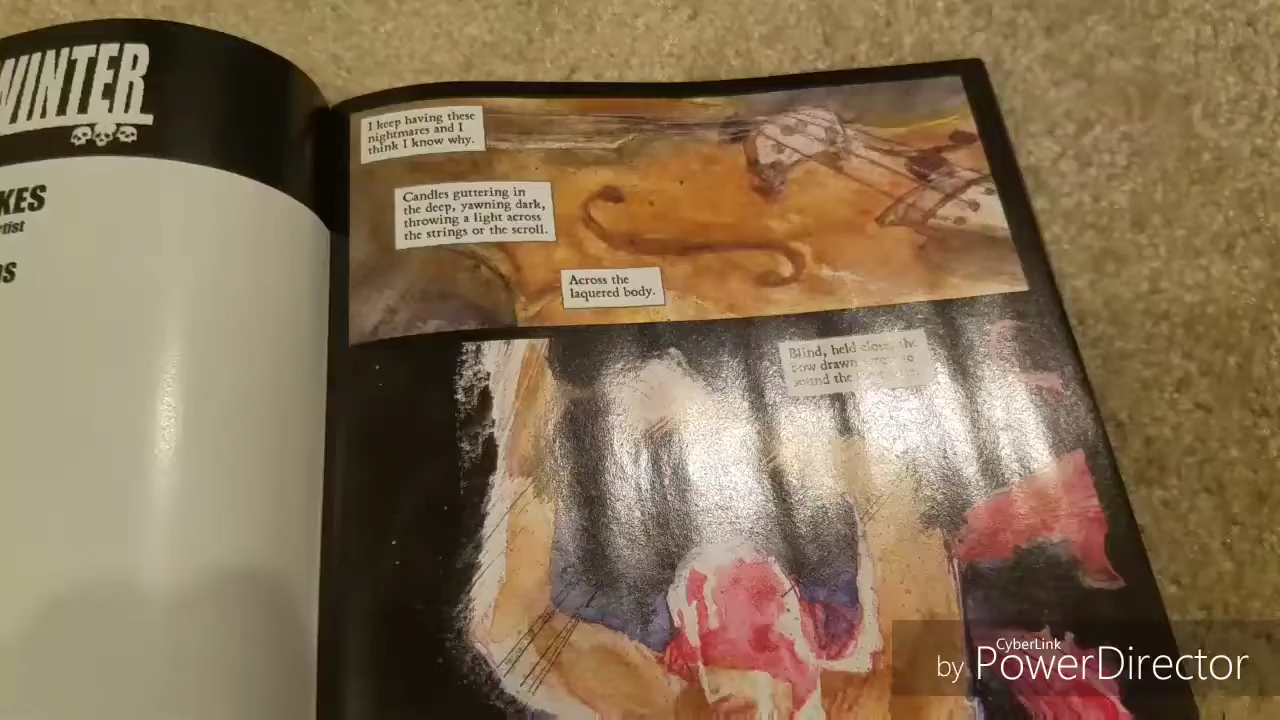 WINTER
KES
I keep having these
nightmares and I
think I know why.
Candles guttering in
the deep, yawning dark,
throwing a light across
the strings or the scroll.
Across the
laquered body.
Blind, held close, the
bow drawn
sound the
CyberLink
by PowerDirector